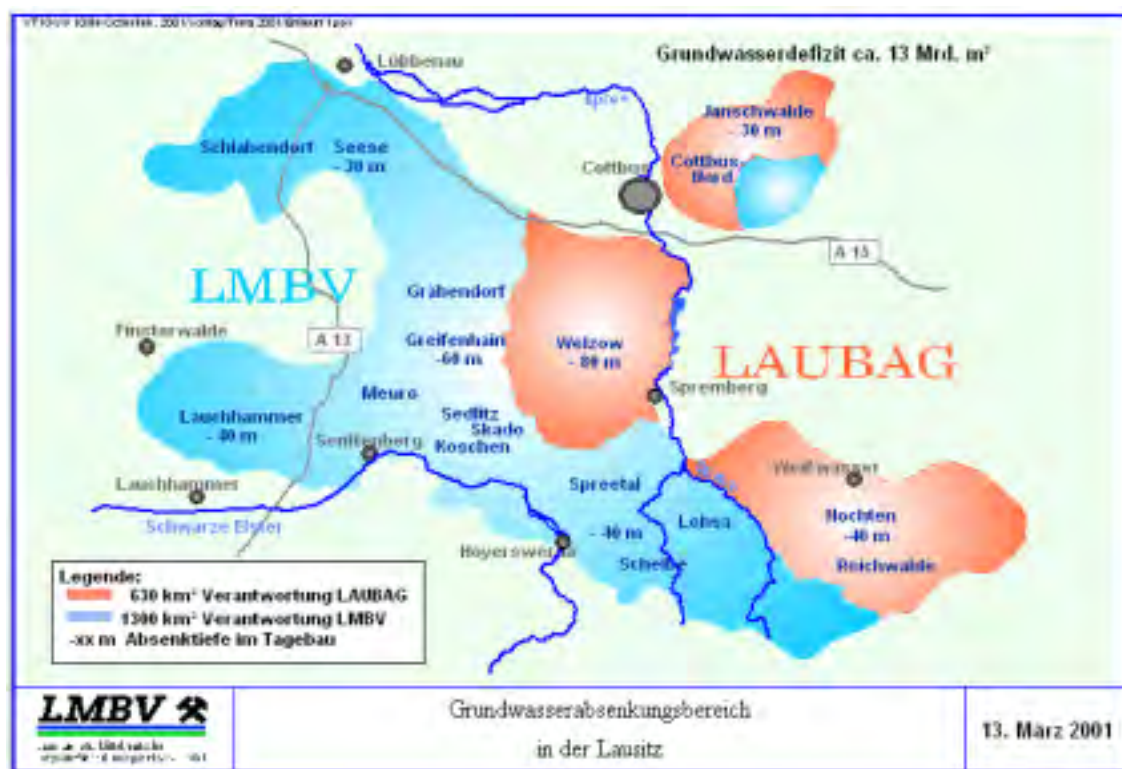 Lübbenau
Grundwasserdefizit ca. 13 Mrd. m³
Spree
Janschwalde
- 30 m
Schlabendorf
Seese
- 30 m
Cottbus
Cottbus-
Nord
A 15
LMBV
Gräbendorf
Finsterwalde
A 13
Greifenhain
-60 m
Welzow
- 80 m
LAUBAG
Meuro
Spremberg
Lauchhammer
- 40 m
Sedlitz
Skado
Koschen
Senftenberg
Lauchhammer
Schwarze Elster
Spreetal
Weißwasser
- 40 m
Lohsa
Nochten
-40 m
Hoyerswerda
Scheibe
Reichwalde
Legende:
630 km² Verantwortung LAUBAG
1300 km² Verantwortung LMBV
-xx m Absenktiefe im Tagebau
LMBV
Grundwasserabsenkungsbereich
in der Lausitz
13. März 2001